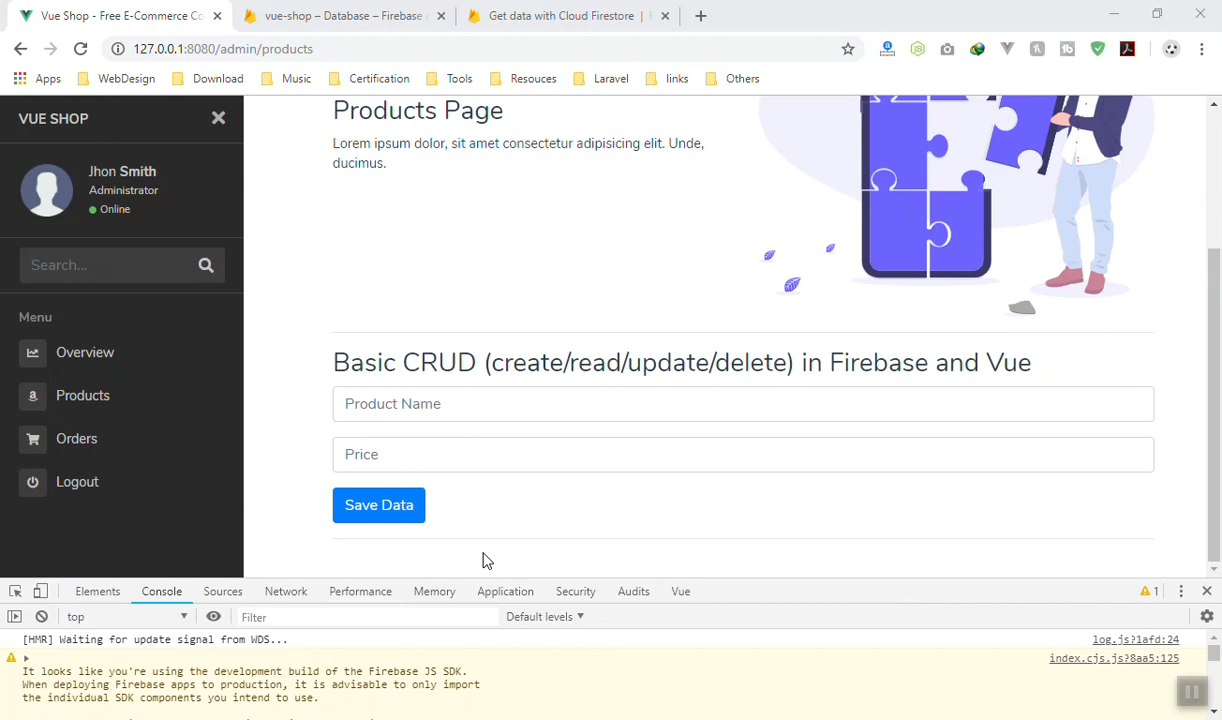 Vue Shop - Free E-Commerce Co
vue-shop – Database – Firebase
Get data with Cloud Firestore |
127.0.0.1:8080/admin/products
Apps
WebDesign
Download
Music
Certification
Tools
Resouces
Laravel
links
Others
VUE SHOP
Jhon Smith
Administrator
Online
Search...
Menu
Overview
Products
Orders
Logout
Products Page
Lorem ipsum dolor, sit amet consectetur adipisicing elit. Unde,
ducimus.
Basic CRUD (create/read/update/delete) in Firebase and Vue
Product Name
Price
Save Data
Elements
Console
Sources
Network
Performance
Memory
Application
Security
Audits
Vue
1
top
Filter
Default levels
[HMR] Waiting for update signal from WDS...
log.js?1afd:24
index.cjs.js?8aa5:125
It looks like you're using the development build of the Firebase JS SDK.
When deploying Firebase apps to production, it is advisable to only import
the individual SDK components you intend to use.